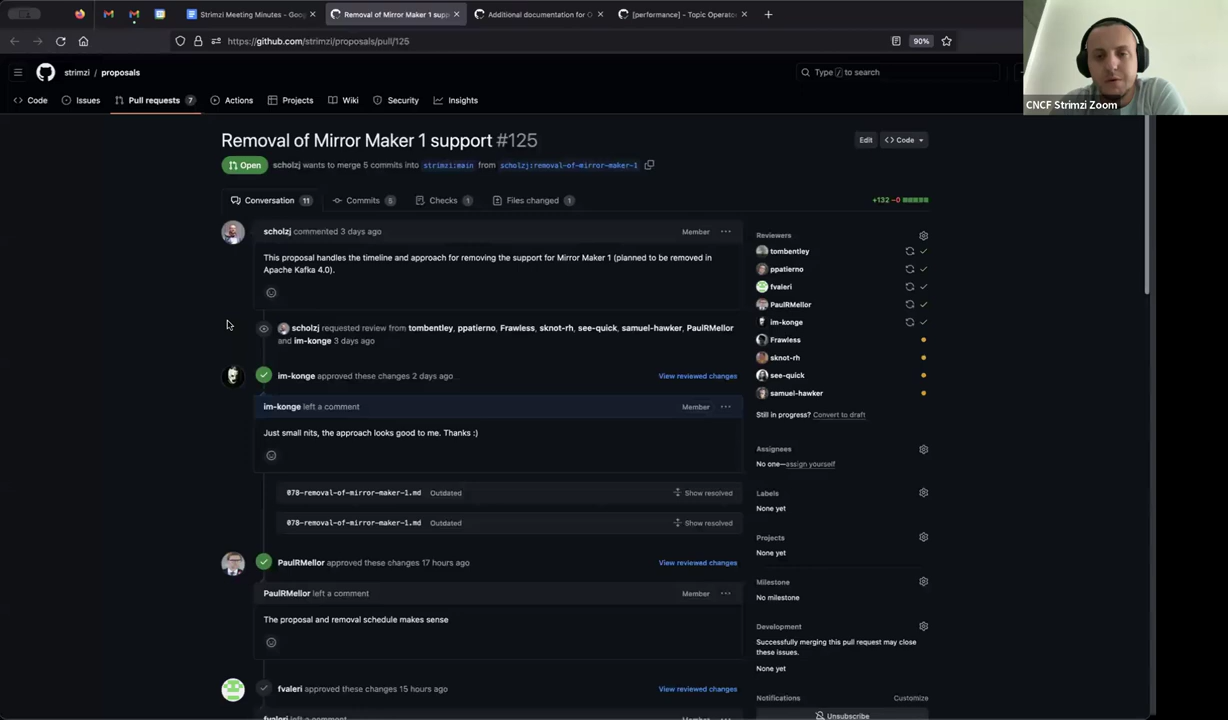 Strimzi Meeting Minutes - Goog
Removal of Mirror Maker 1 supp
Additional documentation for O
[performance] - Topic Operator
https://github.com/strimzi/proposals/pull/125
90%
strimzi / proposals
Type / to search
Code
Issues
Pull requests 7
Actions
Projects
Wiki
Security
Insights
CNCF Strimzi Zoom
Removal of Mirror Maker 1 support #125
Edit
Code
Open
scholzj wants to merge 5 commits into strimzi:main from scholzj:removal-of-mirror-maker-1
Conversation 11
Commits 5
Checks 1
Files changed 1
+132 −0
scholzj commented 3 days ago
Member
This proposal handles the timeline and approach for removing the support for Mirror Maker 1 (planned to be removed in
Apache Kafka 4.0).
scholzj requested review from tombentley, ppatierno, Frawless, sknot-rh, see-quick, samuel-hawker, PaulRMellor
and im-konge 3 days ago
im-konge approved these changes 2 days ago
View reviewed changes
im-konge left a comment
Member
Just small nits, the approach looks good to me. Thanks :)
078-removal-of-mirror-maker-1.md Outdated
Show resolved
078-removal-of-mirror-maker-1.md Outdated
Show resolved
PaulRMellor approved these changes 17 hours ago
View reviewed changes
PaulRMellor left a comment
Member
The proposal and removal schedule makes sense
fvaleri approved these changes 15 hours ago
View reviewed changes
fvaleri left a comment
Member
Reviewers
tombentley
ppatierno
fvaleri
PaulRMellor
im-konge
Frawless
sknot-rh
see-quick
samuel-hawker
Still in progress? Convert to draft
Assignees
No one—assign yourself
Labels
None yet
Projects
None yet
Milestone
No milestone
Development
Successfully merging this pull request may close
these issues.
None yet
Notifications
Customize
Unsubscribe